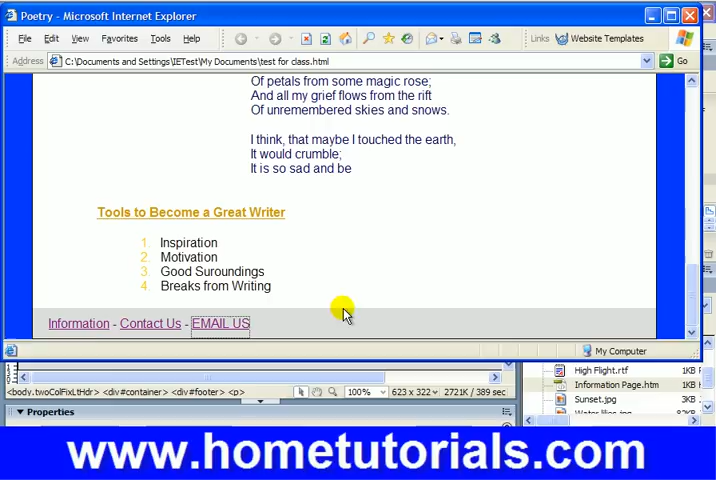 Poetry - Microsoft Internet Explorer
File Edit View Favorites Tools Help Links Website Templates
Address C:\Documents and Settings\IETest\My Documents\test for class.html Go
Of petals from some magic rose;
And all my grief flows from the rift
Of unremembered skies and snows.
I think, that maybe I touched the earth,
It would crumble;
It is so sad and be
Tools to Become a Great Writer
1. Inspiration
2. Motivation
3. Good Suroundings
4. Breaks from Writing
Information - Contact Us - EMAIL US
My Computer
High Flight.rtf 1KB
<body.twoColFixLtHdr> <div#container> <div#footer> <p> 100% 623 x 322 2721K / 389 sec Information Page.htm 1KB
Sunset.jpg 3KB
Properties Water lilies.jpg 83KB
www.hometutorials.com